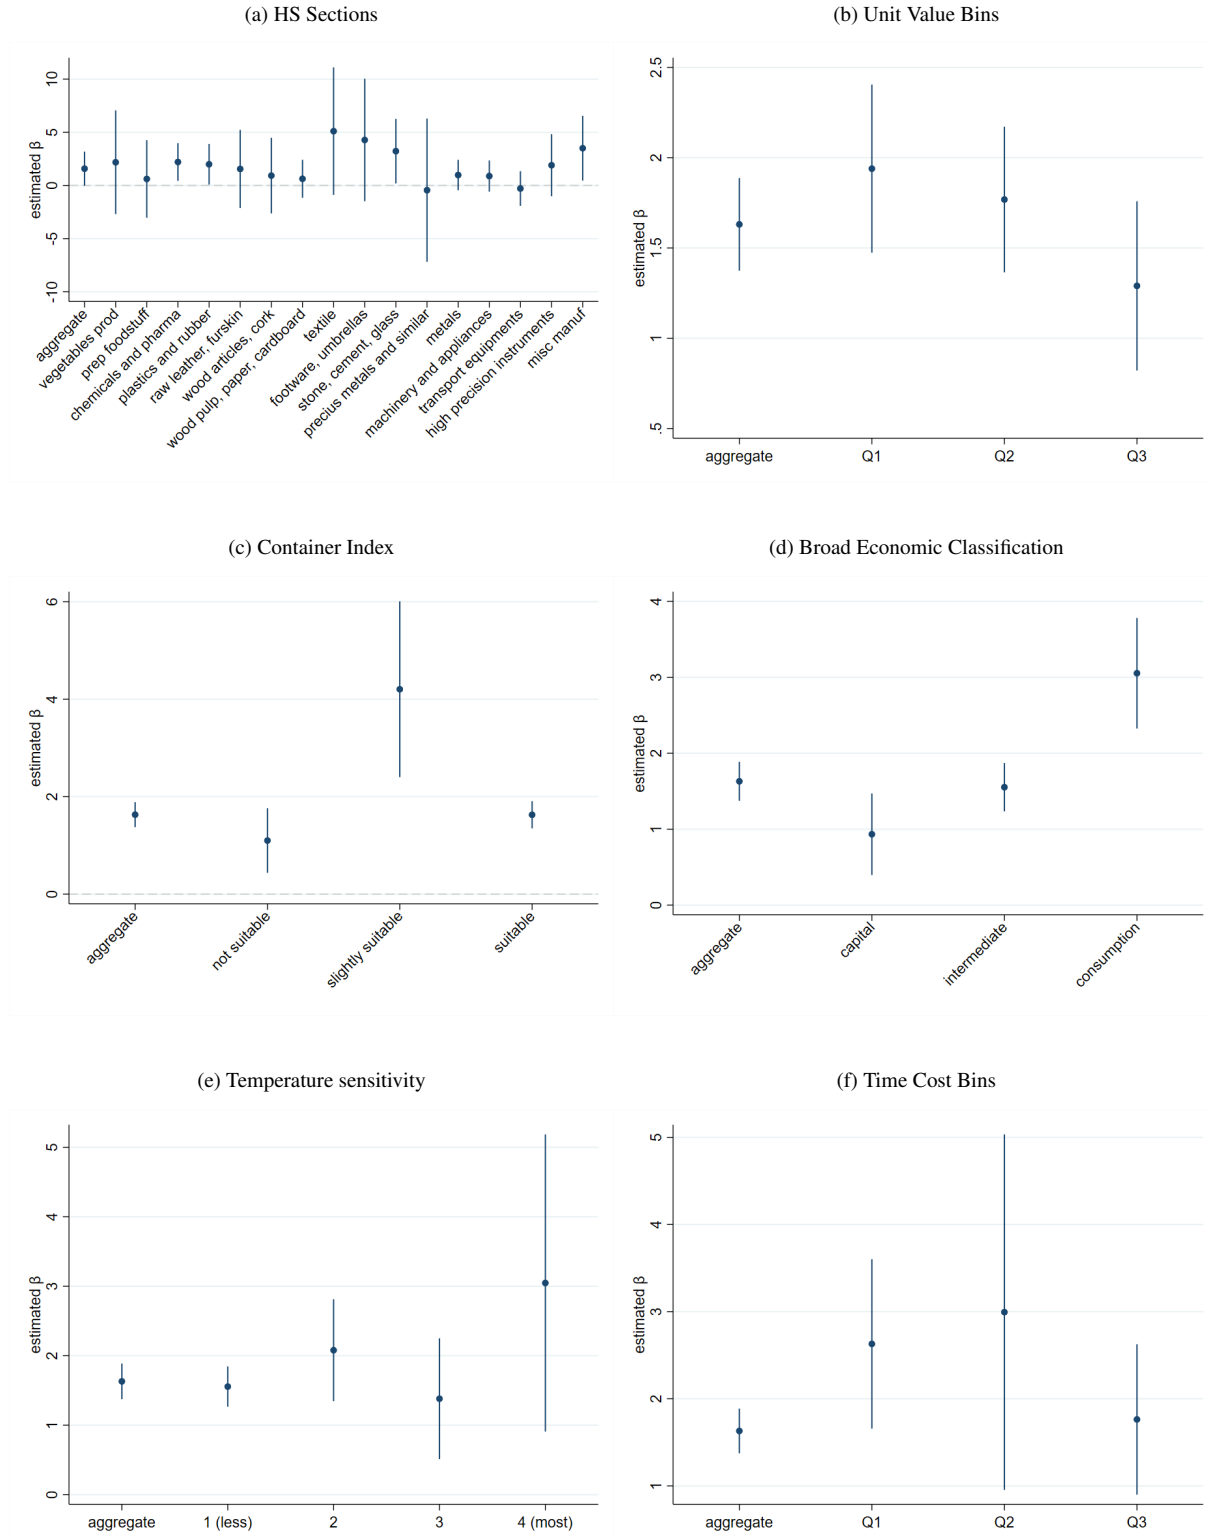 (a) HS Sections
estimated β
10
5
0
-5
-10
aggregate
vegetables prod
prep foodstuff
chemicals and pharma
plastics and rubber
raw leather, furskin
wood articles, cork
wood pulp, paper, cardboard
textile
footware, umbrellas
stone, cement, glass
precius metals and similar
metals
machinery and appliances
transport equipments
high precision instruments
misc manuf
(b) Unit Value Bins
estimated β
2.5
2
1.5
1
.5
aggregate Q1 Q2 Q3
(c) Container Index
estimated β
6
4
2
0
aggregate
not suitable
slightly suitable
suitable
(d) Broad Economic Classification
estimated β
4
3
2
1
0
aggregate
capital
intermediate
consumption
(e) Temperature sensitivity
estimated β
5
4
3
2
1
0
aggregate 1 (less) 2 3 4 (most)
(f) Time Cost Bins
estimated β
5
4
3
2
1
aggregate Q1 Q2 Q3